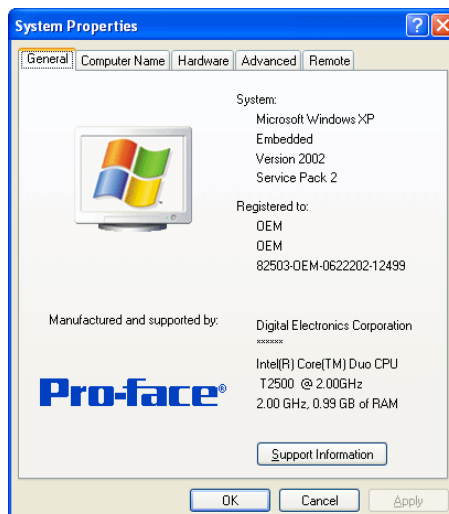 System Properties
General
Computer Name
Hardware
Advanced
Remote
System:
Microsoft Windows XP
Embedded
Version 2002
Service Pack 2
Registered to:
OEM
OEM
82503-OEM-0622202-12499
Manufactured and supported by:
Digital Electronics Corporation
******
Intel(R) Core(TM) Duo CPU
T2500 @ 2.00GHz
2.00 GHz, 0.99 GB of RAM
Pro-face®
Support Information
OK
Cancel
Apply